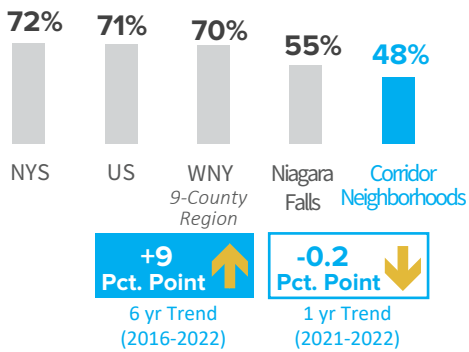 72% 71% 70% 55% 48%
NYS US WNY Niagara Corridor
9-County Falls Neighborhoods
Region
+9 -0.2
Pct. Point Pct. Point
6 yr Trend 1 yr Trend
(2016-2022) (2021-2022)